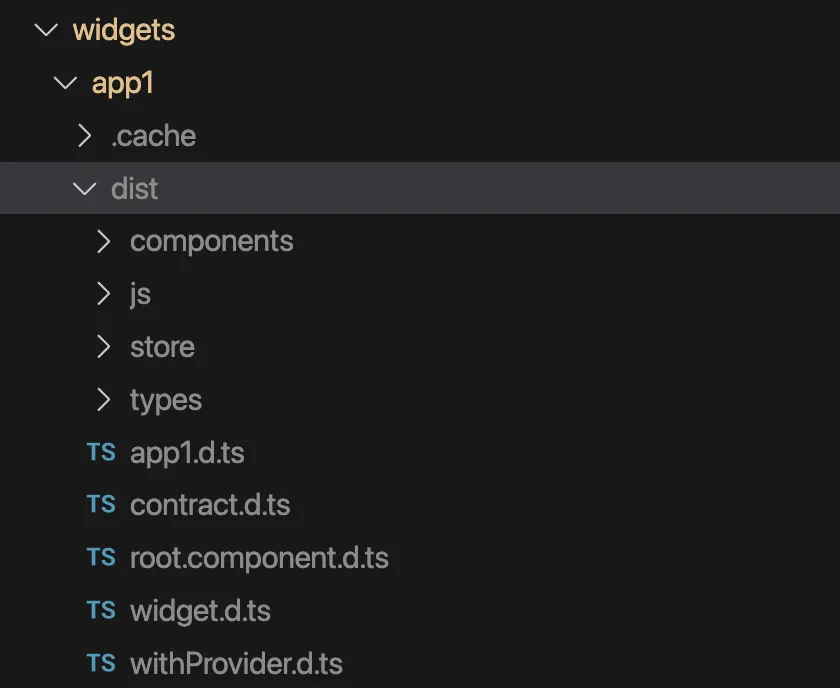 widgets
app1
.cache
dist
components
js
store
types
TS app1.d.ts
TS contract.d.ts
TS root.component.d.ts
TS widget.d.ts
TS withProvider.d.ts